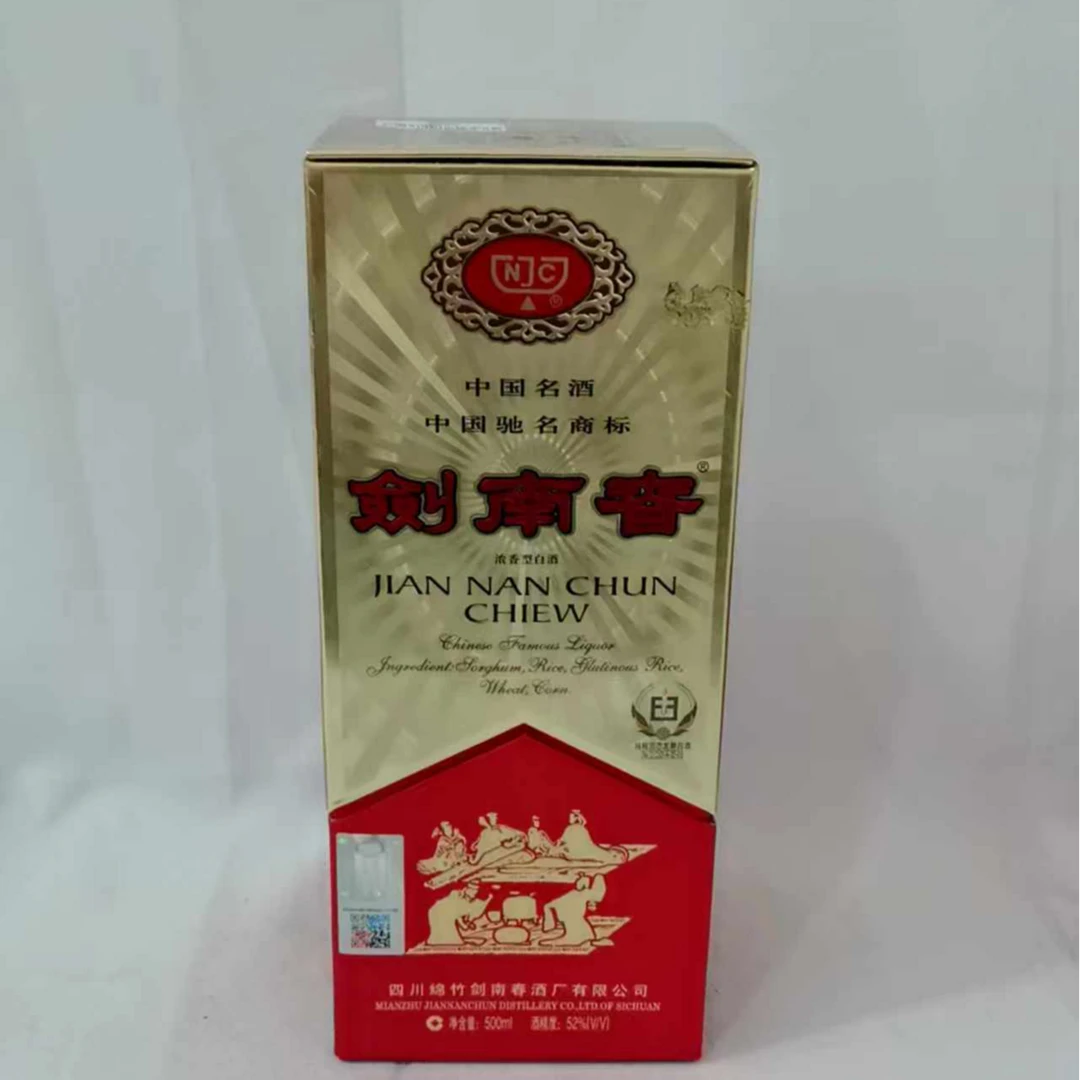 NJC
®
中国名酒
中国驰名商标
剑南春®
浓香型白酒
JIAN NAN CHUN
CHIEW
Chinese Famous Liquor
Ingredient:Sorghum, Rice, Glutinous Rice,
Wheat, Corn.
四川绵竹剑南春酒厂有限公司
MIANZHU JIANNANCHUN DISTILLERY CO.,LTD.OF SICHUAN
净含量: 500ml 酒精度: 52%(V/V)